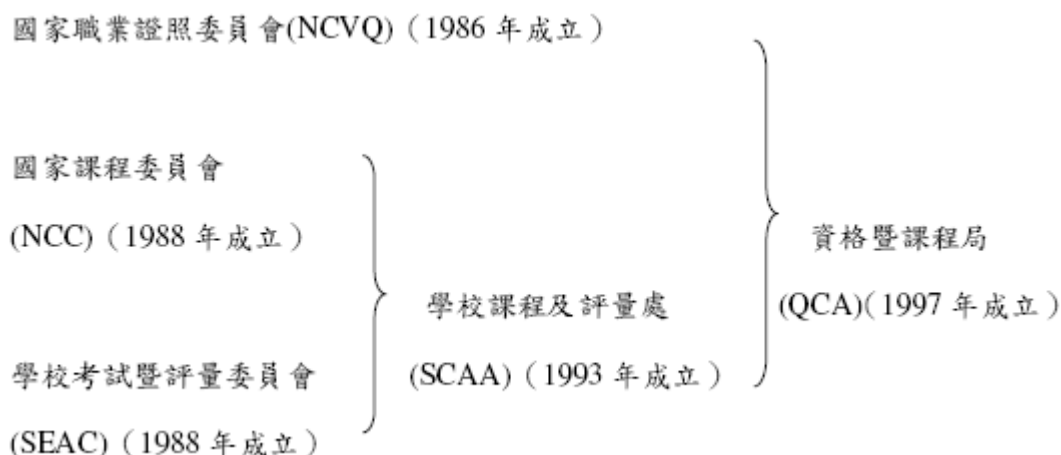 國家職業證照委員會(NCVQ)（1986 年成立）
國家課程委員會
(NCC)（1988 年成立）
資格暨課程局
學校課程及評量處
(QCA)（1997 年成立）
學校考試暨評量委員會
(SCAA)（1993 年成立）
(SEAC)（1988 年成立）